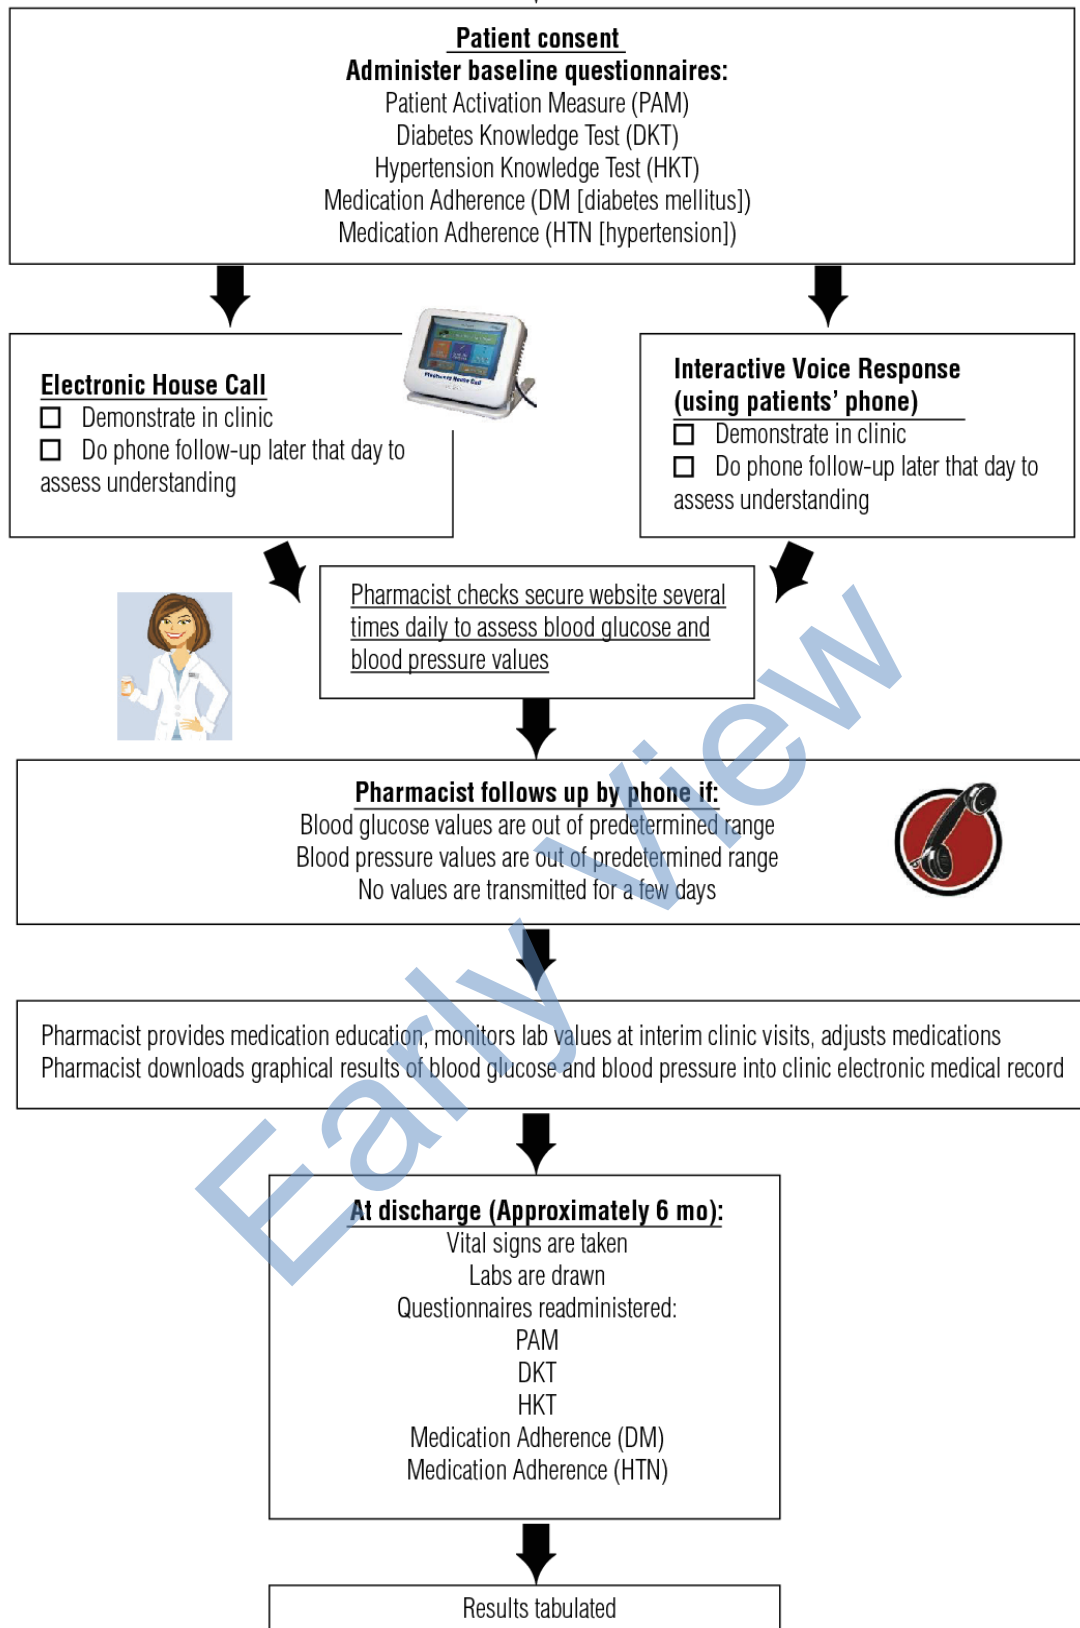 Patient consent
Administer baseline questionnaires:
Patient Activation Measure (PAM)
Diabetes Knowledge Test (DKT)
Hypertension Knowledge Test (HKT)
Medication Adherence (DM [diabetes mellitus])
Medication Adherence (HTN [hypertension])
Electronic House Call
☐ Demonstrate in clinic
☐ Do phone follow-up later that day to
assess understanding
Electronic House Call
Interactive Voice Response
(using patients’ phone)
☐ Demonstrate in clinic
☐ Do phone follow-up later that day to
assess understanding
Pharmacist checks secure website several
times daily to assess blood glucose and
blood pressure values
Pharmacist follows up by phone if:
Blood glucose values are out of predetermined range
Blood pressure values are out of predetermined range
No values are transmitted for a few days
Pharmacist provides medication education, monitors lab values at interim clinic visits, adjusts medications
Pharmacist downloads graphical results of blood glucose and blood pressure into clinic electronic medical record
At discharge (Approximately 6 mo):
Vital signs are taken
Labs are drawn
Questionnaires readministered:
PAM
DKT
HKT
Medication Adherence (DM)
Medication Adherence (HTN)
Results tabulated
Early View